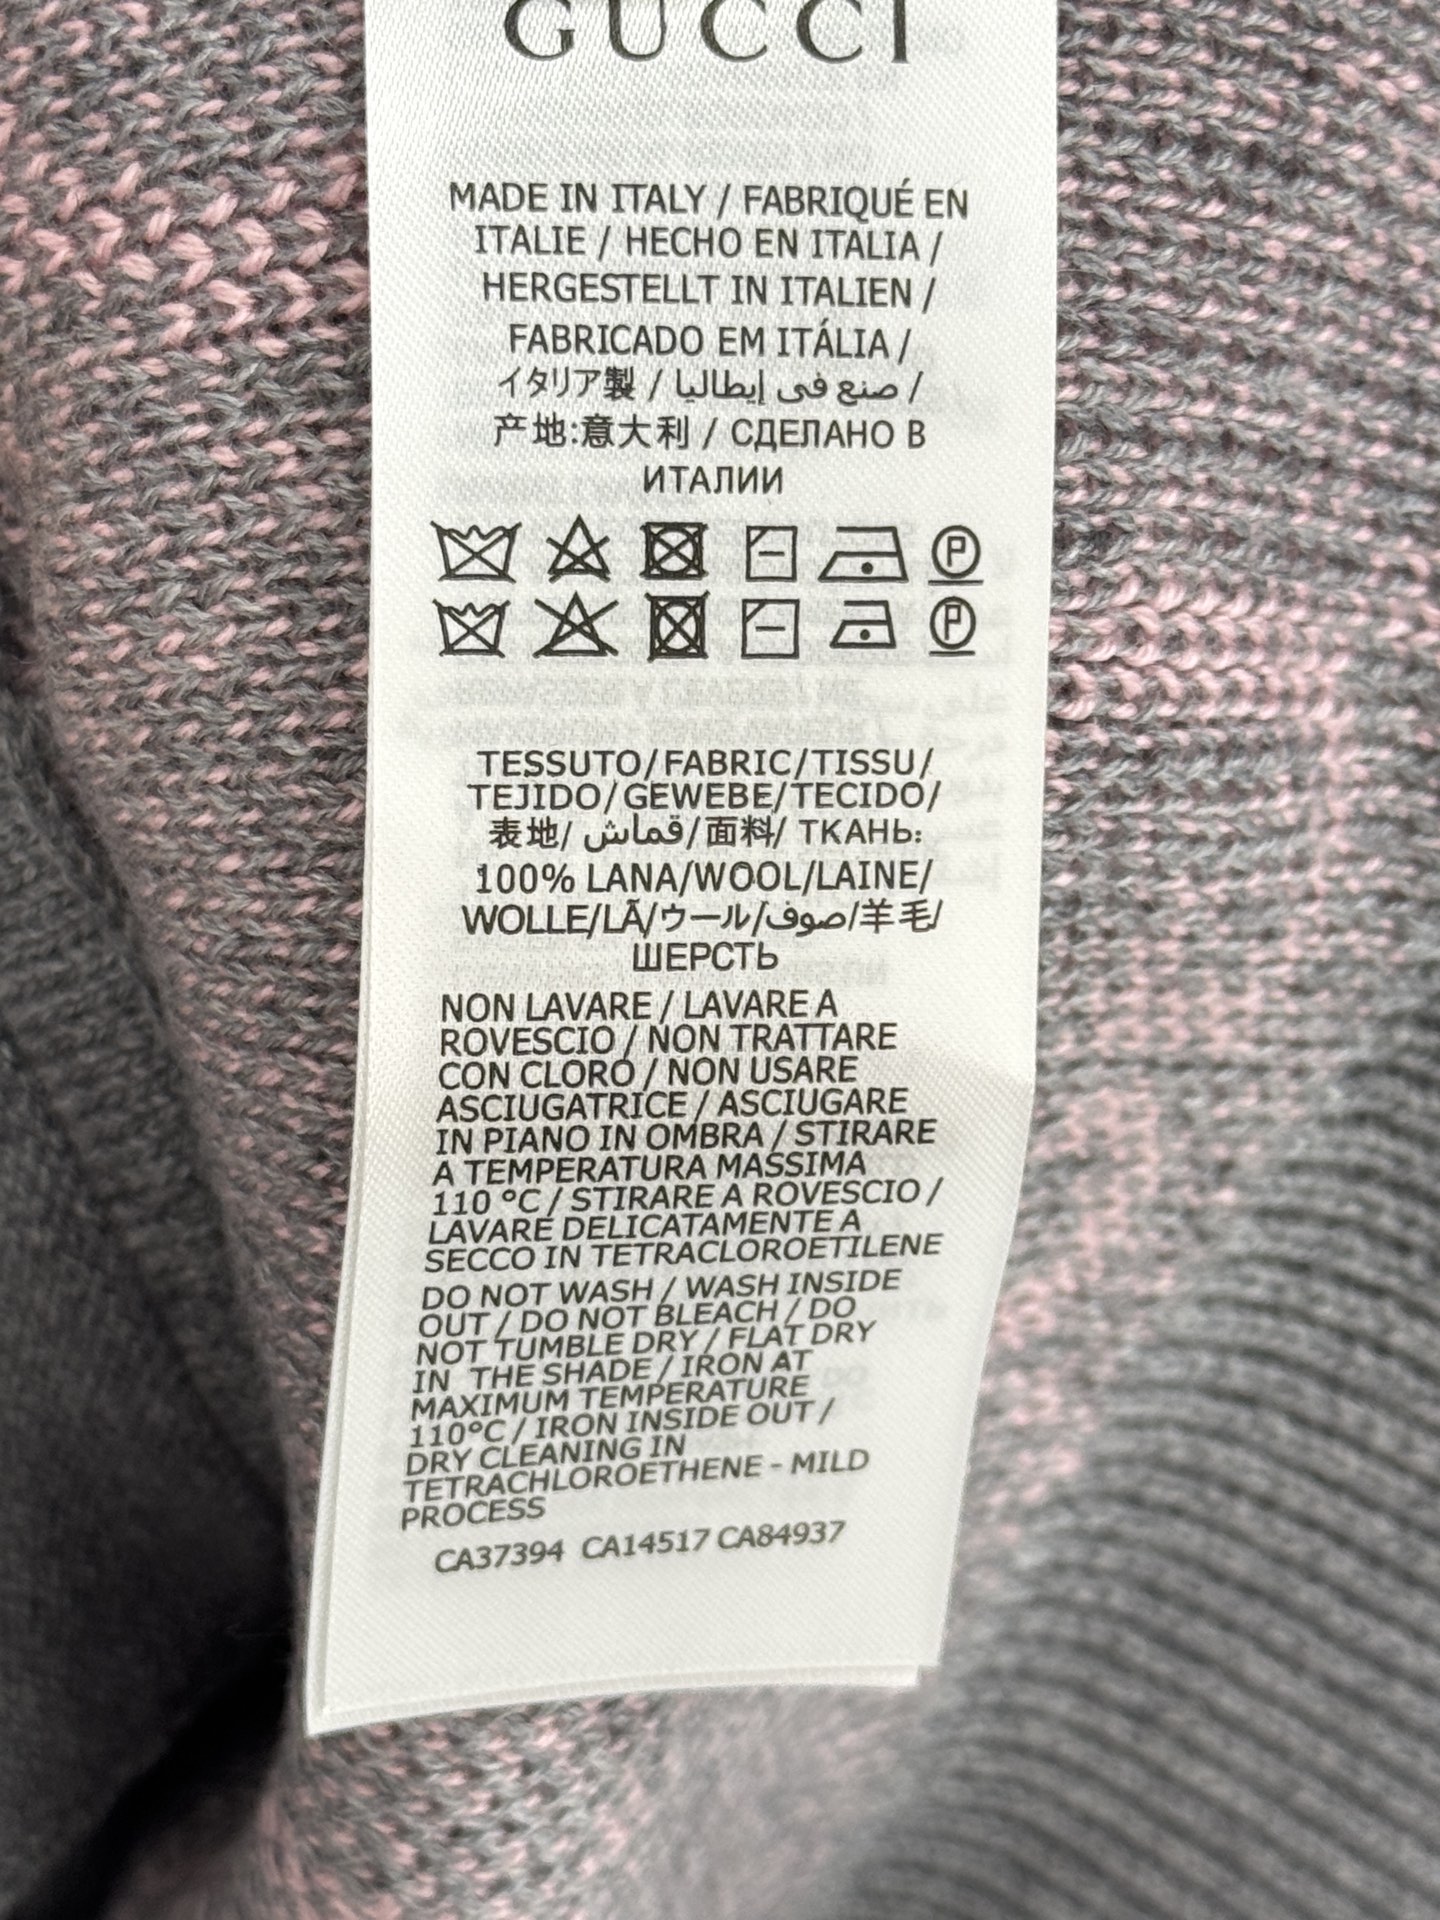 GUCCI
MADE IN ITALY / FABRIQUÉ EN
ITALIE / HECHO EN ITALIA /
HERGESTELLT IN ITALIEN /
FABRICADO EM ITÁLIA /
イタリア製 / صنع في إيطاليا /
产地:意大利 / СДЕЛАНО В
ИТАЛИИ
P
P
TESSUTO/FABRIC/TISSU/
TEJIDO/GEWEBE/TECIDO/
表地/ قماش/面料/ ТКАНЬ:
100% LANA/WOOL/LAINE/
WOLLE/LÃ/ウール/صوف/羊毛/
ШЕРСТЬ
NON LAVARE / LAVARE A
ROVESCIO / NON TRATTARE
CON CLORO / NON USARE
ASCIUGATRICE / ASCIUGARE
IN PIANO IN OMBRA / STIRARE
A TEMPERATURA MASSIMA
110 °C / STIRARE A ROVESCIO /
LAVARE DELICATAMENTE A
SECCO IN TETRACLOROETILENE
DO NOT WASH / WASH INSIDE
OUT / DO NOT BLEACH / DO
NOT TUMBLE DRY / FLAT DRY
IN THE SHADE / IRON AT
MAXIMUM TEMPERATURE
110°C / IRON INSIDE OUT /
DRY CLEANING IN
TETRACHLOROETHENE - MILD
PROCESS
CA37394 CA14517 CA84937